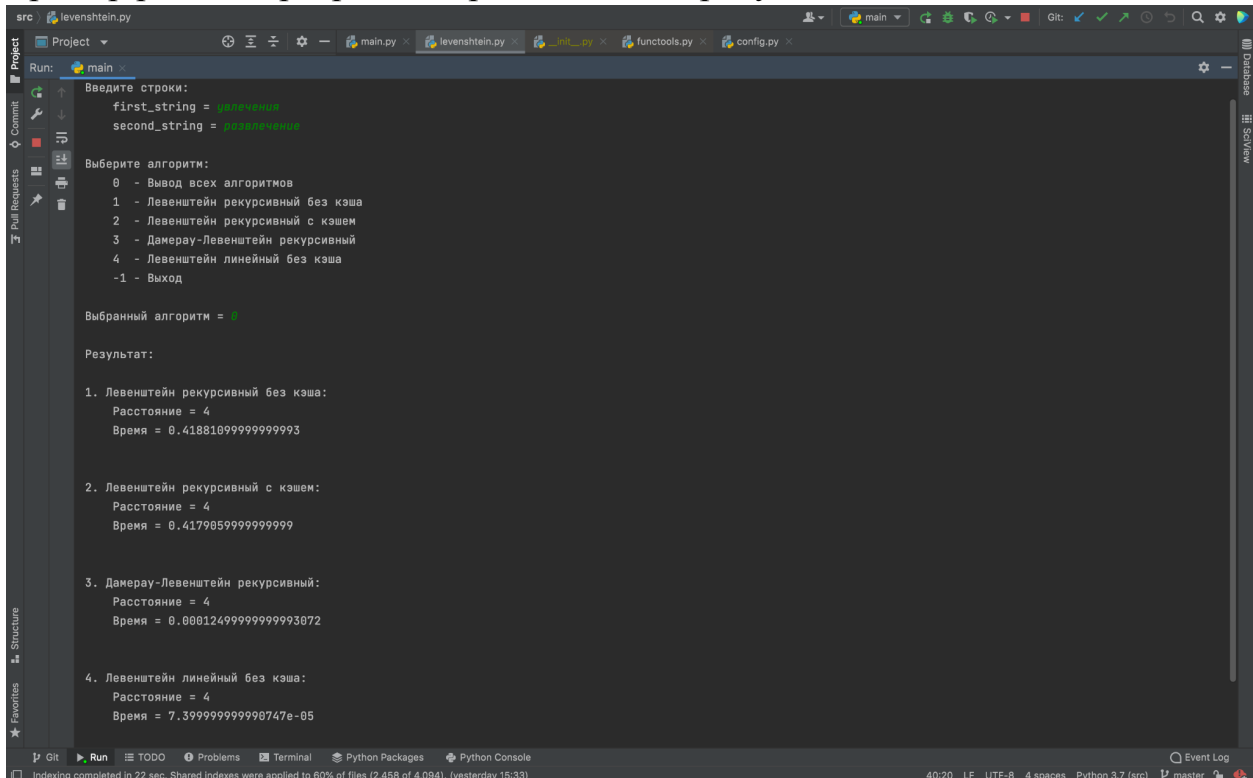 src levenshtein.py
main
Git:
Project
main.py
levenshtein.py
__init__.py
functools.py
config.py
Run: main
Введите строки:
first_string = увлечения
second_string = развлечение
Выберите алгоритм:
0 - Вывод всех алгоритмов
1 - Левенштейн рекурсивный без кэша
2 - Левенштейн рекурсивный с кэшем
3 - Дамерау-Левенштейн рекурсивный
4 - Левенштейн линейный без кэша
-1 - Выход
Выбранный алгоритм = 0
Результат:
1. Левенштейн рекурсивный без кэша:
Расстояние = 4
Время = 0.41881099999999993
2. Левенштейн рекурсивный с кэшем:
Расстояние = 4
Время = 0.4179059999999999
3. Дамерау-Левенштейн рекурсивный:
Расстояние = 4
Время = 0.00012499999999993072
4. Левенштейн линейный без кэша:
Расстояние = 4
Время = 7.399999999990747e-05
Project
Commit
Pull Requests
Structure
Favorites
Database
SciView
Git Run TODO Problems Terminal Python Packages Python Console Event Log
Indexing completed in 22 sec. Shared indexes were applied to 60% of files (2,458 of 4,094). (yesterday 15:33) 40:20 LF UTF-8 4 spaces Python 3.7 (src) master